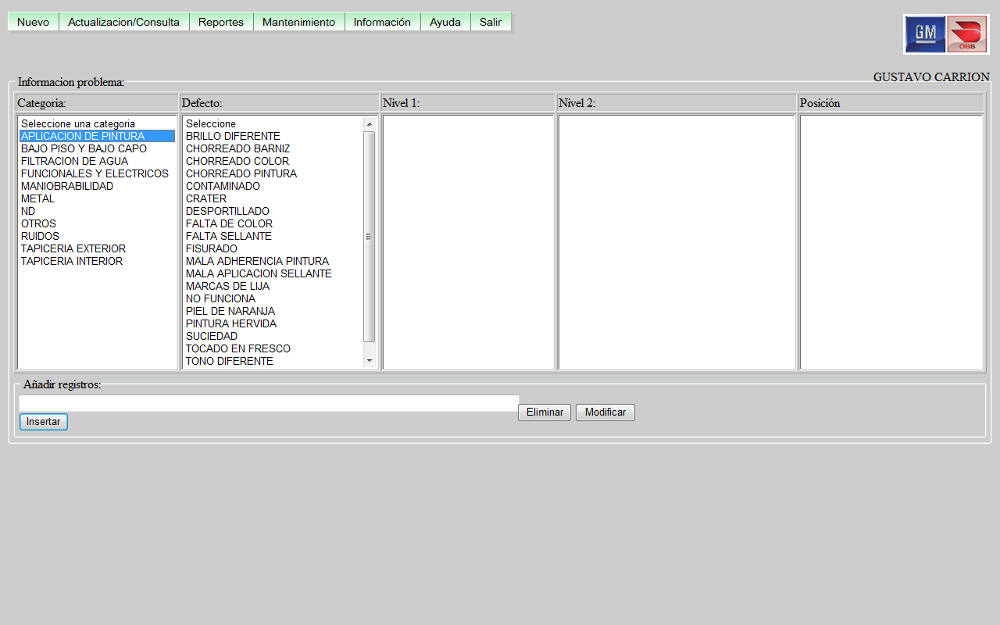 Nuevo Actualizacion/Consulta Reportes Mantenimiento Información Ayuda Salir
GM OBB
GUSTAVO CARRION
Informacion problema:
Categoria: Defecto: Nivel 1: Nivel 2: Posición
Seleccione una categoria
APLICACION DE PINTURA
BAJO PISO Y BAJO CAPO
FILTRACION DE AGUA
FUNCIONALES Y ELECTRICOS
MANIOBRABILIDAD
METAL
ND
OTROS
RUIDOS
TAPICERIA EXTERIOR
TAPICERIA INTERIOR
Seleccione
BRILLO DIFERENTE
CHORREADO BARNIZ
CHORREADO COLOR
CHORREADO PINTURA
CONTAMINADO
CRATER
DESPORTILLADO
FALTA DE COLOR
FALTA SELLANTE
FISURADO
MALA ADHERENCIA PINTURA
MALA APLICACION SELLANTE
MARCAS DE LIJA
NO FUNCIONA
PIEL DE NARANJA
PINTURA HERVIDA
SUCIEDAD
TOCADO EN FRESCO
TONO DIFERENTE
Añadir registros:
Eliminar Modificar
Insertar